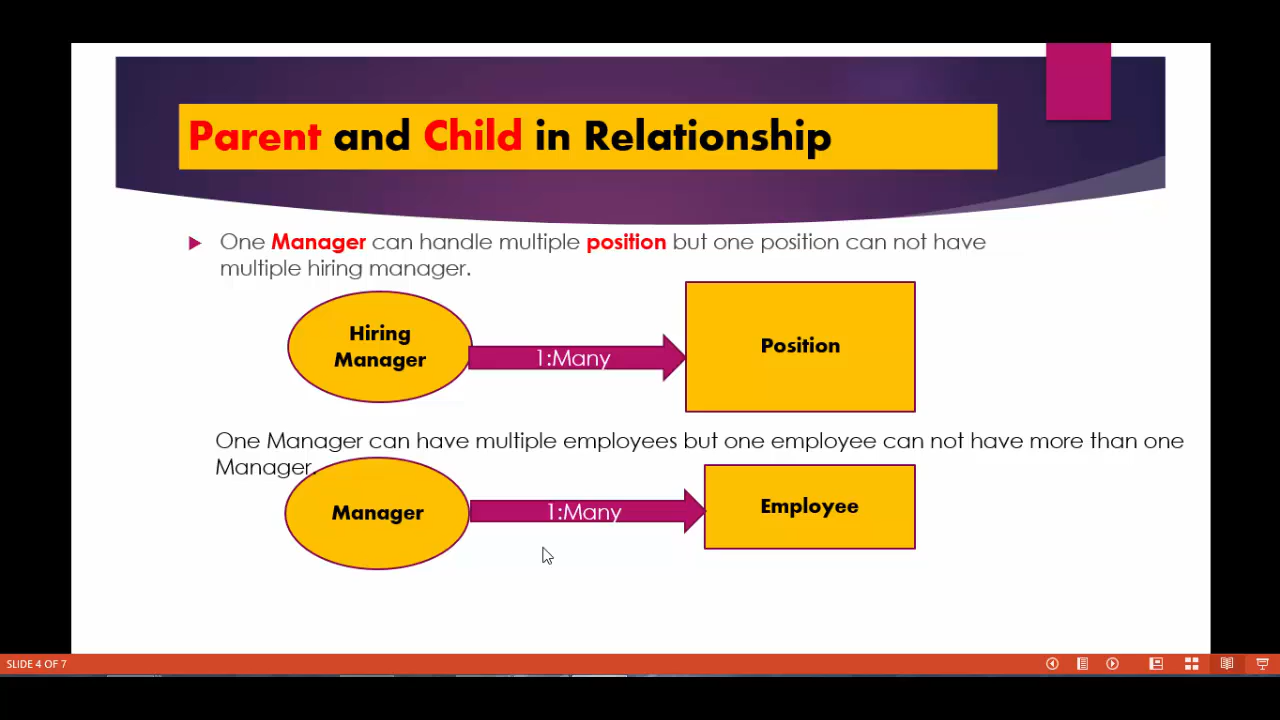 Parent and Child in Relationship
One Manager can handle multiple position but one position can not have
multiple hiring manager.
Hiring
Manager
1:Many
Position
One Manager can have multiple employees but one employee can not have more than one
Manager.
Manager
1:Many
Employee
SLIDE 4 OF 7